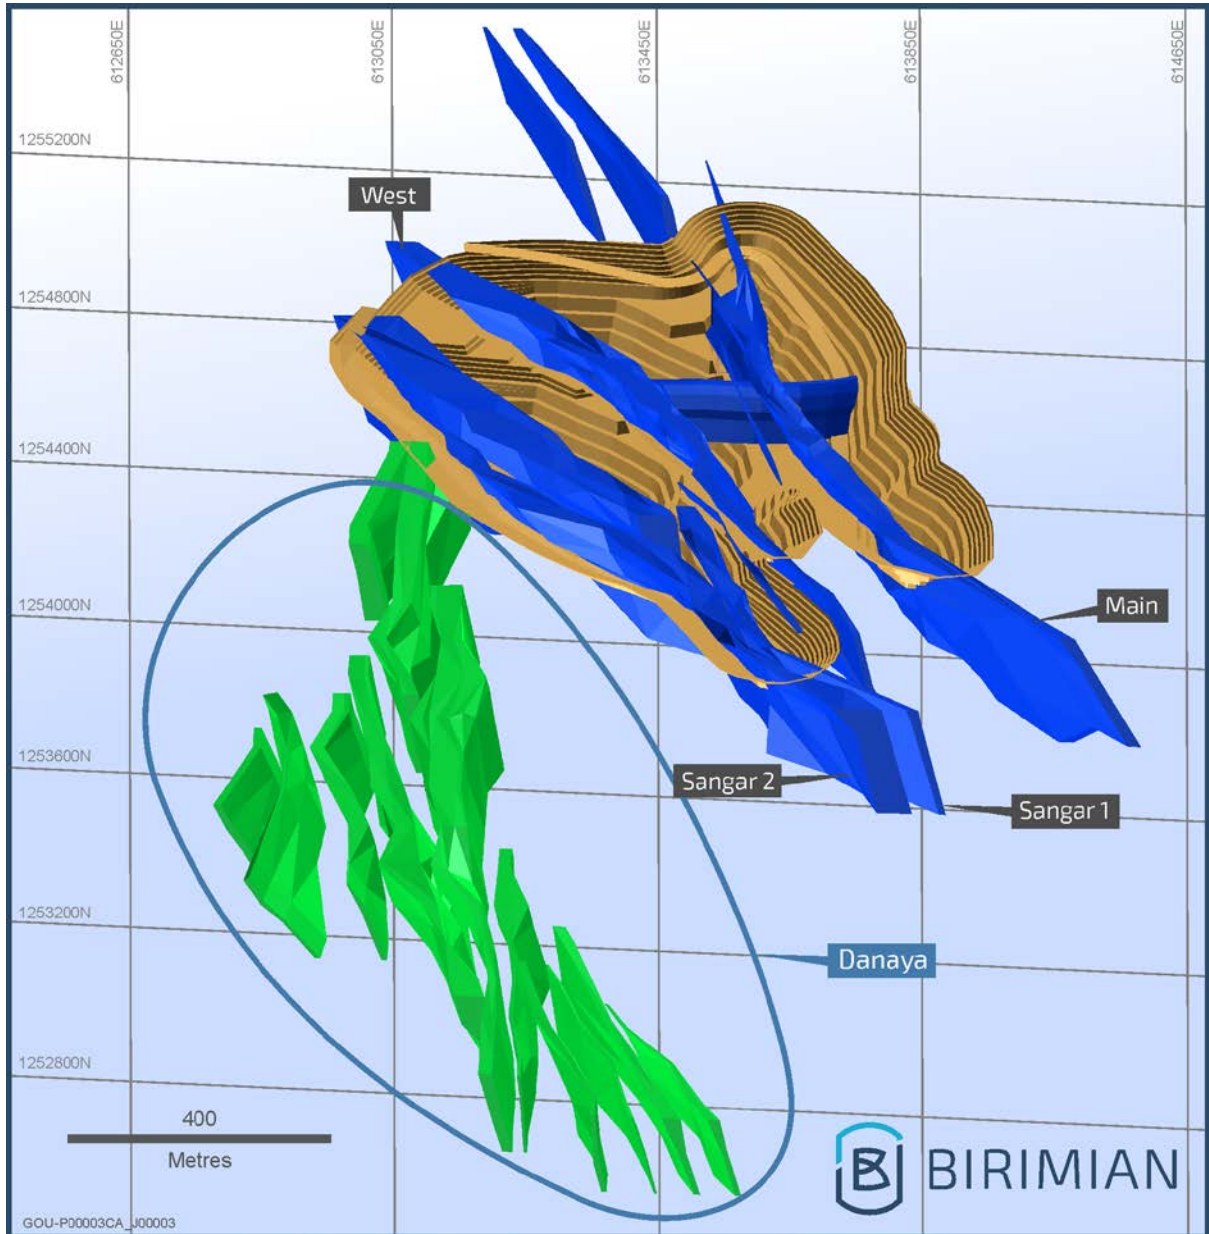 612650E
613050E
613450E
613850E
614650E
1255200N
West
1254800N
1254400N
1254000N
Main
1253600N
Sangar 2
Sangar 1
1253200N
Danaya
1252800N
400
Metres
BIRIMIAN
GOU-P00003CA_J00003